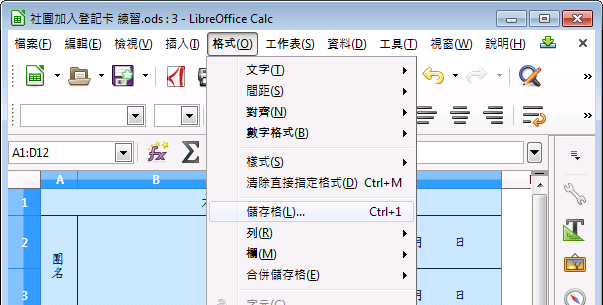 社團加入登記卡 練習.ods : 3 - LibreOffice Calc
檔案(F) 編輯(E) 檢視(V) 插入(I) 格式(O) 工作表(S) 資料(D) 工具(T) 視窗(W) 說明(H)
文字(T)
間距(S)
對齊(N)
數字格式(B)
A1:D12
樣式(S)
清除直接指定格式(D) Ctrl+M
A B
1
儲存格(L)... Ctrl+1
列(R)
2 團名 月 日
欄(M)
合併儲存格(E)
3
字元(C)...